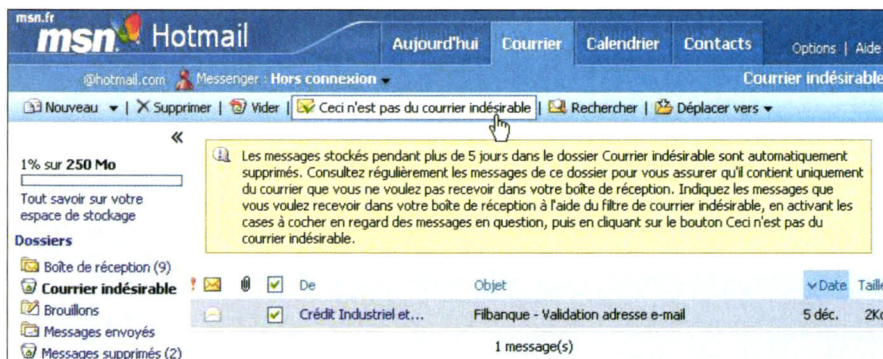 msn.fr
msn Hotmail
Aujourd'hui Courrier Calendrier Contacts Options | Aide
@hotmail.com Messenger : Hors connexion Courrier indésirable
Nouveau | Supprimer | Vider | Ceci n'est pas du courrier indésirable | Rechercher | Déplacer vers
«
1% sur 250 Mo
Tout savoir sur votre
espace de stockage
Les messages stockés pendant plus de 5 jours dans le dossier Courrier indésirable sont automatiquement
supprimés. Consultez régulièrement les messages de ce dossier pour vous assurer qu'il contient uniquement
du courrier que vous ne voulez pas recevoir dans votre boîte de réception. Indiquez les messages que
vous voulez recevoir dans votre boîte de réception à l'aide du filtre de courrier indésirable, en activant les
cases à cocher en regard des messages en question, puis en cliquant sur le bouton Ceci n'est pas du
courrier indésirable.
Dossiers
Boîte de réception (9)
Courrier indésirable
Brouillons
Messages envoyés
Messages supprimés (2)
! De Objet Date Taille
Crédit Industriel et... Filbanque - Validation adresse e-mail 5 déc. 2Ko
1 message(s)